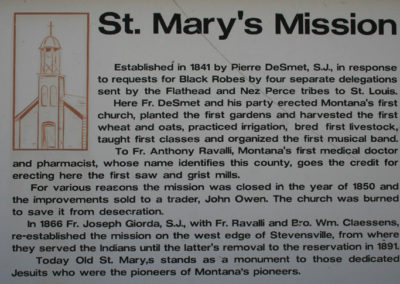 St. Mary's Mission
Established in 1841 by Pierre DeSmet, S.J., in response
to requests for Black Robes by four separate delegations
sent by the Flathead and Nez Perce tribes to St. Louis.
Here Fr. DeSmet and his party erected Montana's first
church, planted the first gardens and harvested the first
wheat and oats, practiced irrigation, bred first livestock,
taught first classes and organized the first musical band.
To Fr. Anthony Ravalli, Montana's first medical doctor
and pharmacist, whose name identifies this county, goes the credit for
erecting here the first saw and grist mills.
For various reasons the mission was closed in the year of 1850 and
the improvements sold to a trader, John Owen. The church was burned
to save it from desecration.
In 1866 Fr. Joseph Giorda, S.J., with Fr. Ravalli and Bro. Wm. Claessens,
re-established the mission on the west edge of Stevensville, from where
they served the Indians until the latter's removal to the reservation in 1891.
Today Old St. Mary,s stands as a monument to those dedicated
Jesuits who were the pioneers of Montana's pioneers.